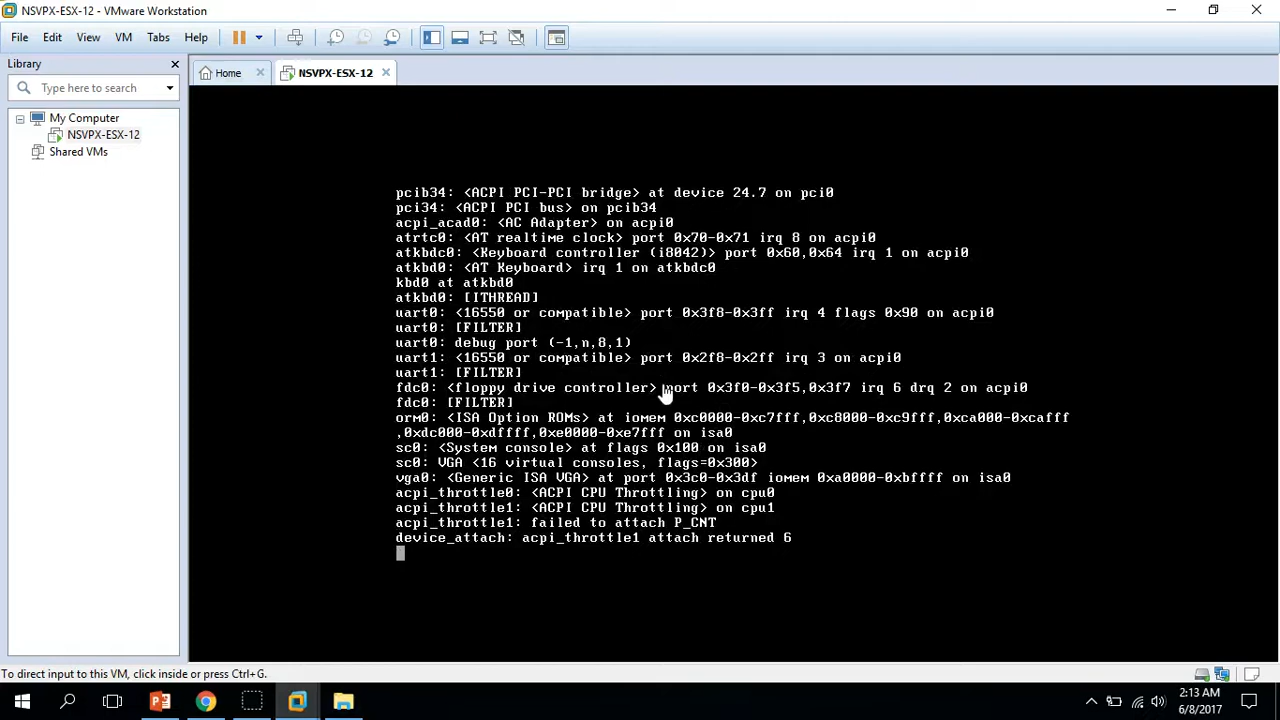 NSVPX-ESX-12 - VMware Workstation
File Edit View VM Tabs Help
Library
Type here to search
My Computer
NSVPX-ESX-12
Shared VMs
Home
NSVPX-ESX-12
pcib34: <ACPI PCI-PCI bridge> at device 24.7 on pci0
pci34: <ACPI PCI bus> on pcib34
acpi_acad0: <AC Adapter> on acpi0
atrtc0: <AT realtime clock> port 0x70-0x71 irq 8 on acpi0
atkbdc0: <Keyboard controller (i8042)> port 0x60,0x64 irq 1 on acpi0
atkbd0: <AT Keyboard> irq 1 on atkbdc0
kbd0 at atkbd0
atkbd0: [ITHREAD]
uart0: <16550 or compatible> port 0x3f8-0x3ff irq 4 flags 0x90 on acpi0
uart0: [FILTER]
uart0: debug port (-1,n,8,1)
uart1: <16550 or compatible> port 0x2f8-0x2ff irq 3 on acpi0
uart1: [FILTER]
fdc0: <floppy drive controller> port 0x3f0-0x3f5,0x3f7 irq 6 drq 2 on acpi0
fdc0: [FILTER]
orm0: <ISA Option ROMs> at iomem 0xc0000-0xc7fff,0xc8000-0xc9fff,0xca000-0xcafff
,0xdc000-0xdffff,0xe0000-0xe7fff on isa0
sc0: <System console> at flags 0x100 on isa0
sc0: VGA <16 virtual consoles, flags=0x300>
vga0: <Generic ISA VGA> at port 0x3c0-0x3df iomem 0xa0000-0xbffff on isa0
acpi_throttle0: <ACPI CPU Throttling> on cpu0
acpi_throttle1: <ACPI CPU Throttling> on cpu1
acpi_throttle1: failed to attach P_CNT
device_attach: acpi_throttle1 attach returned 6
To direct input to this VM, click inside or press Ctrl+G.
2:13 AM
6/8/2017